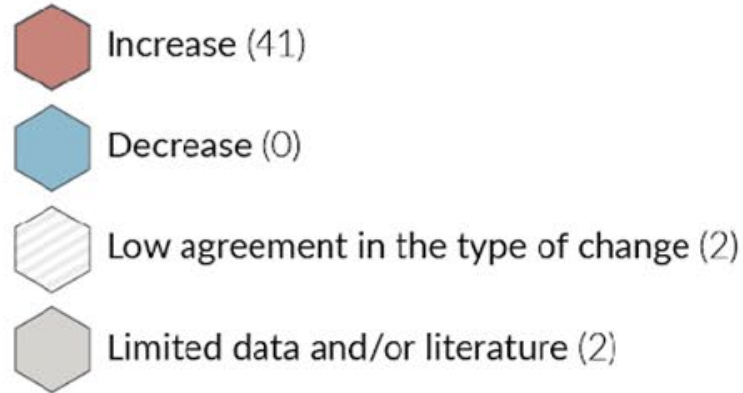 Increase (41)
Decrease (0)
Low agreement in the type of change (2)
Limited data and/or literature (2)